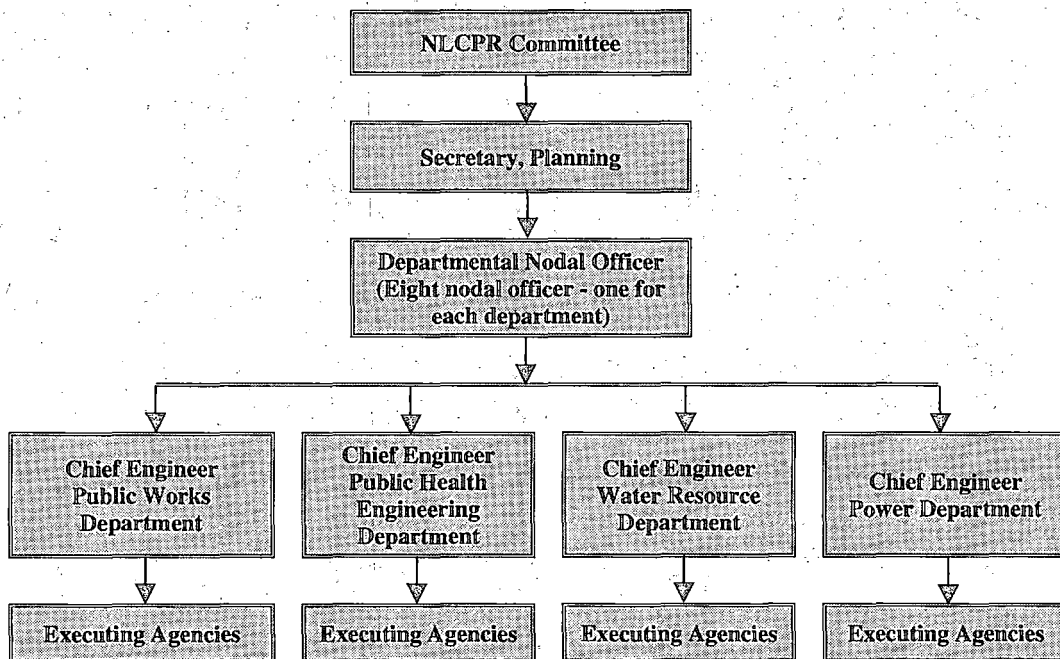 NLCPR Committee
Secretary, Planning
Departmental Nodal Officer
(Eight nodal officer - one for
each department)
Chief Engineer
Public Works
Department
Chief Engineer
Public Health
Engineering
Department
Chief Engineer
Water Resource
Department
Chief Engineer
Power Department
Executing Agencies
Executing Agencies
Executing Agencies
Executing Agencies